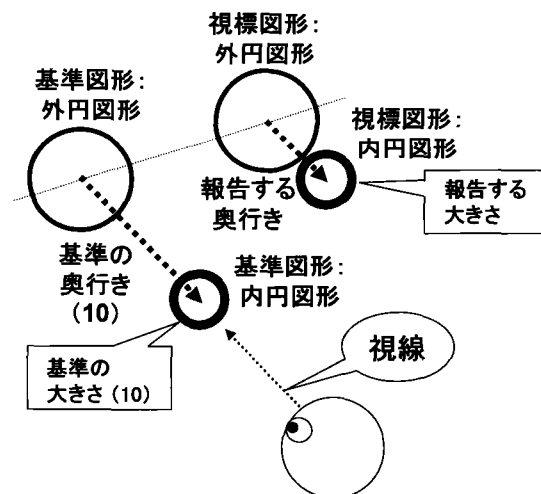 視標図形:
外円図形
基準図形:
外円図形
視標図形:
内円図形
報告する
奥行き
報告する
大きさ
基準の
奥行き
(10)
基準図形:
内円図形
基準の
大きさ(10)
視線